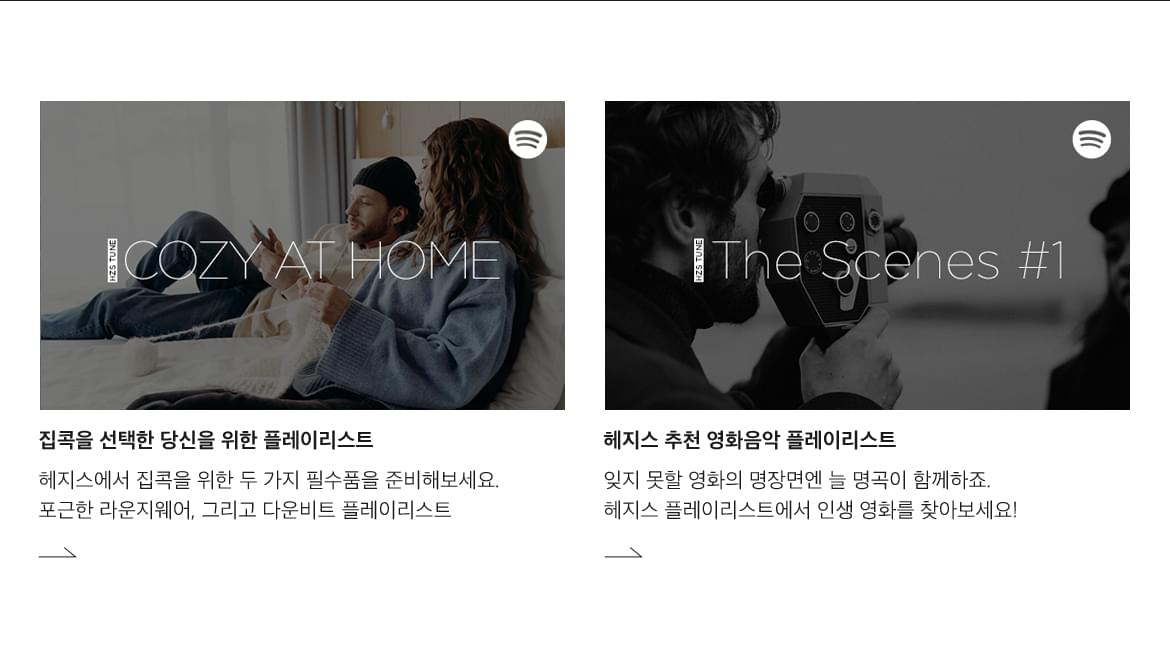 HZS TUNE
COZY AT HOME
집콕을 선택한 당신을 위한 플레이리스트
헤지스에서 집콕을 위한 두 가지 필수품을 준비해보세요.
포근한 라운지웨어, 그리고 다운비트 플레이리스트
HZS TUNE
The Scenes #1
헤지스 추천 영화음악 플레이리스트
잊지 못할 영화의 명장면엔 늘 명곡이 함께하죠.
헤지스 플레이리스트에서 인생 영화를 찾아보세요!